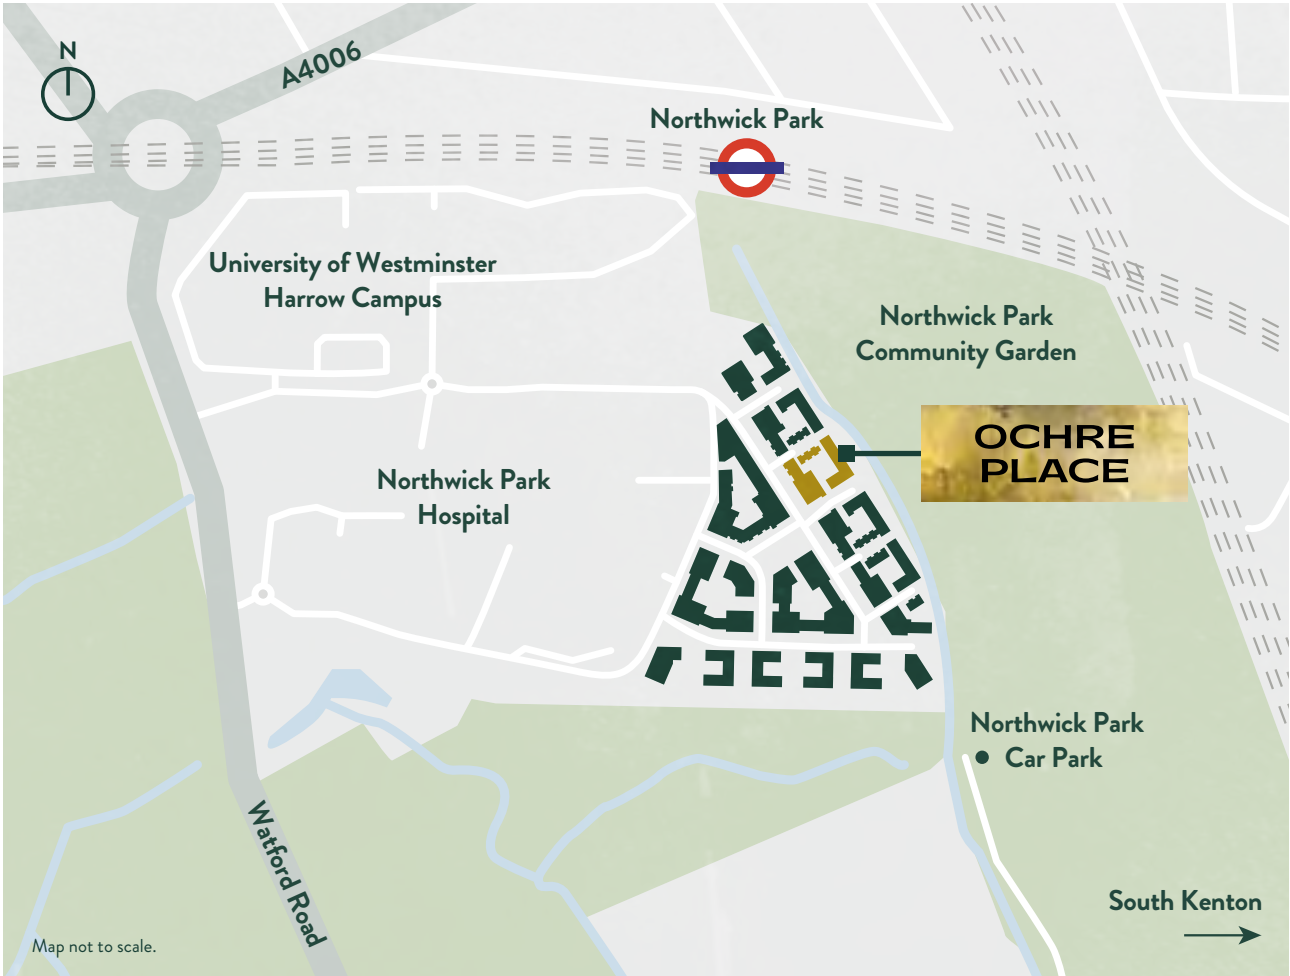 N
A4006
Northwick Park
University of Westminster
Harrow Campus
Northwick Park
Community Garden
OCHRE
PLACE
Northwick Park
Hospital
Northwick Park
Car Park
Watford Road
South Kenton
Map not to scale.